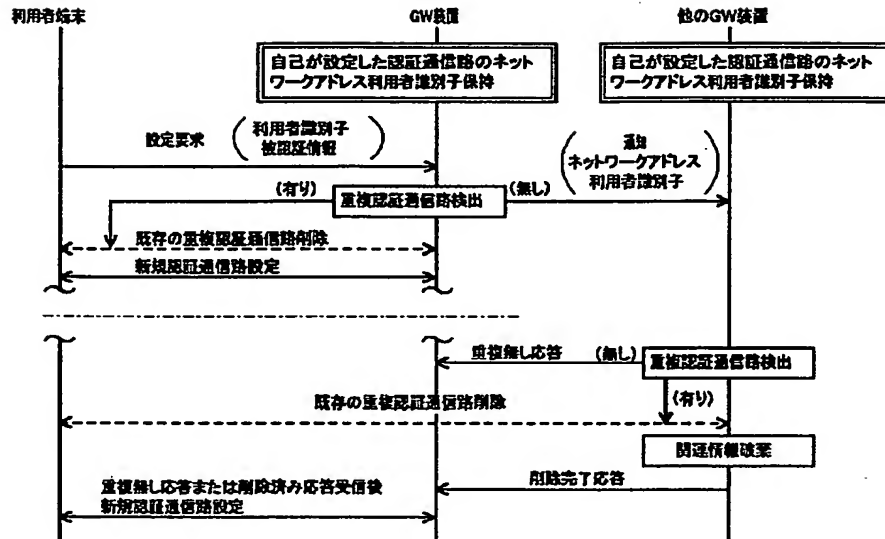 利用者端末
GW装置
他のGW装置
自己が設定した認証通信路のネット
ワークアドレス利用者識別子保持
自己が設定した認証通信路のネット
ワークアドレス利用者識別子保持
設定要求
利用者識別子
被認証情報
通知
ネットワークアドレス
利用者識別子
(有り)
重複認証通信路検出
(無し)
既存の重複認証通信路削除
新規認証通信路設定
重複無し応答
(無し)
重複認証通信路検出
既存の重複認証通信路削除
(有り)
関連情報破棄
削除完了応答
重複無し応答または削除済み応答受信後
新規認証通信路設定